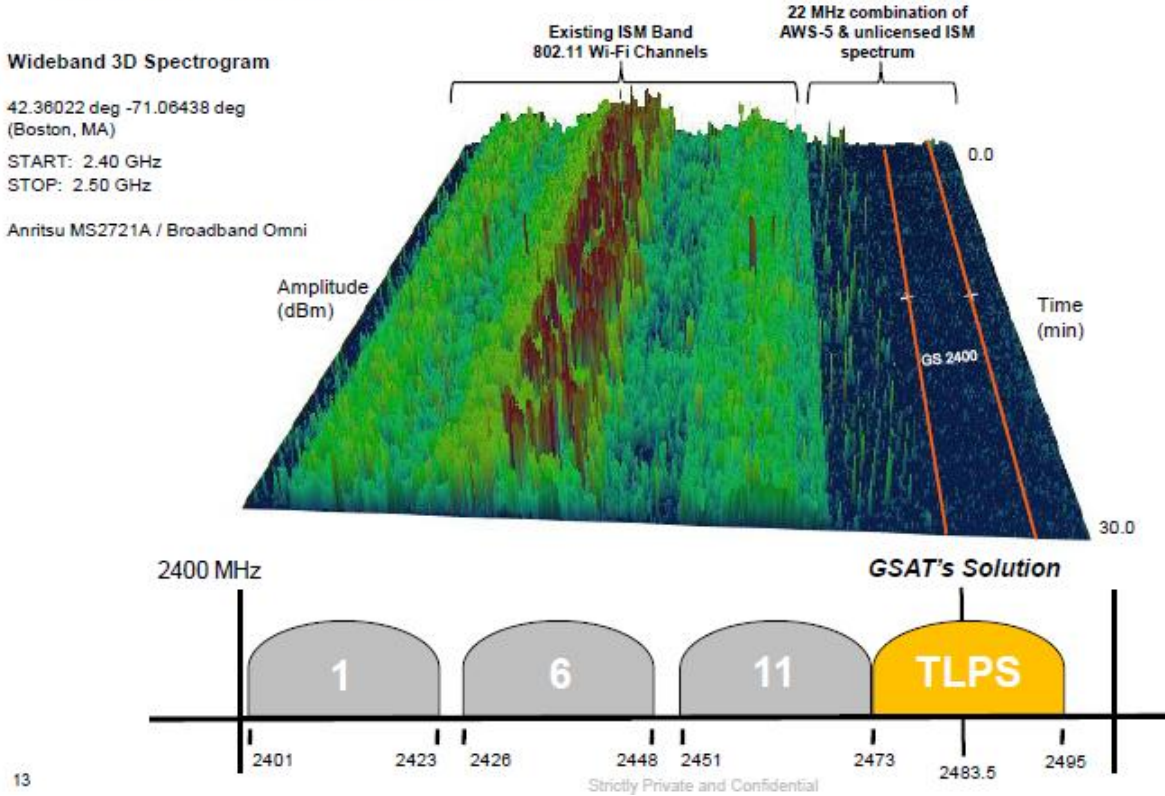 Wideband 3D Spectrogram
42.36022 deg -71.06438 deg
(Boston, MA)
START: 2.40 GHz
STOP: 2.50 GHz
Anritsu MS2721A / Broadband Omni
Existing ISM Band
802.11 Wi-Fi Channels
22 MHz combination of
AWS-5 & unlicensed ISM
spectrum
0.0
Amplitude
(dBm)
Time
(min)
GS 2400
30.0
2400 MHz
GSAT's Solution
1
6
11
TLPS
2401
2423
2426
2448
2451
2473
2483.5
2495
13
Strictly Private and Confidential